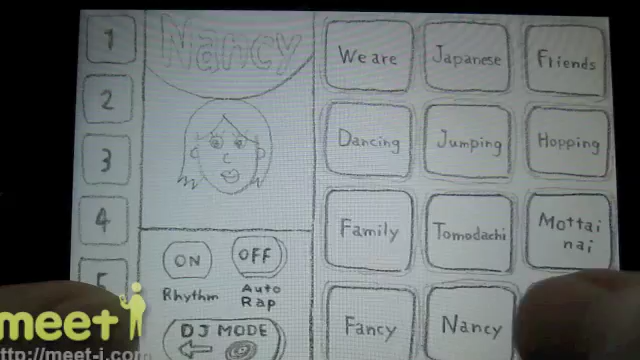 1
2
3
4
5
Nancy
We are
Japanese
Friends
Dancing
Jumping
Hopping
Family
Tomodachi
Mottai
nai
Fancy
Nancy
ON
OFF
Rhythm
Auto
Rap
DJ MODE
meet
http://meet-i.com